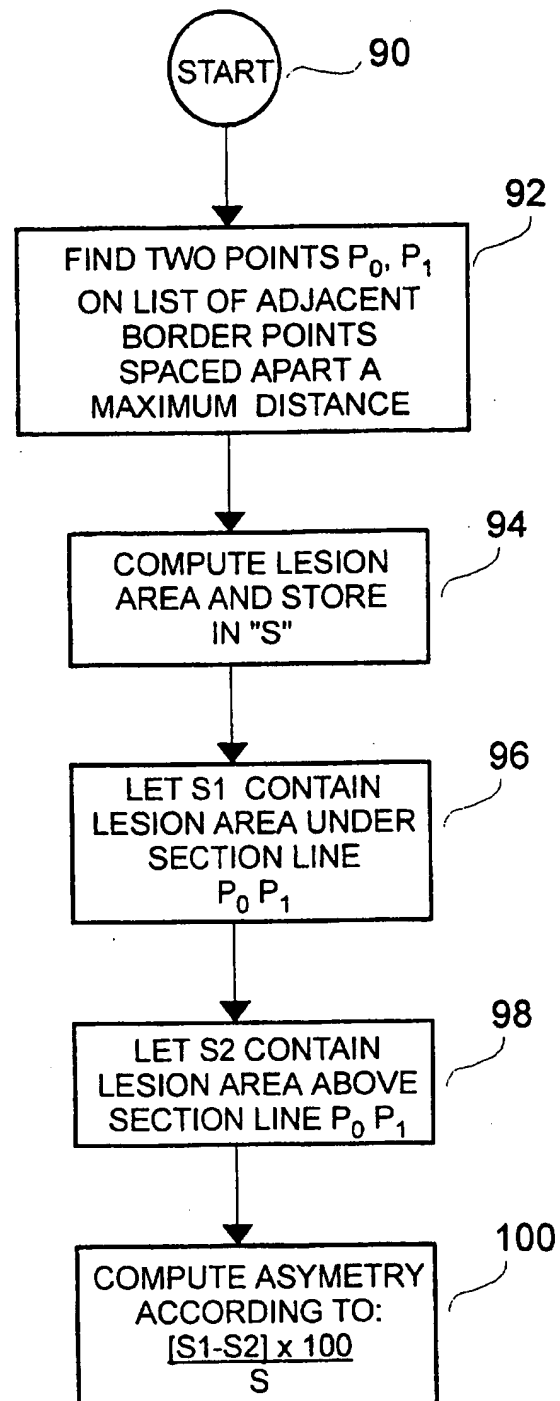 START
90
92
FIND TWO POINTS P0, P1
ON LIST OF ADJACENT
BORDER POINTS
SPACED APART A
MAXIMUM DISTANCE
94
COMPUTE LESION
AREA AND STORE
IN "S"
96
LET S1 CONTAIN
LESION AREA UNDER
SECTION LINE
P0 P1
98
LET S2 CONTAIN
LESION AREA ABOVE
SECTION LINE P0 P1
100
COMPUTE ASYMETRY
ACCORDING TO:
[S1-S2] x 100
S